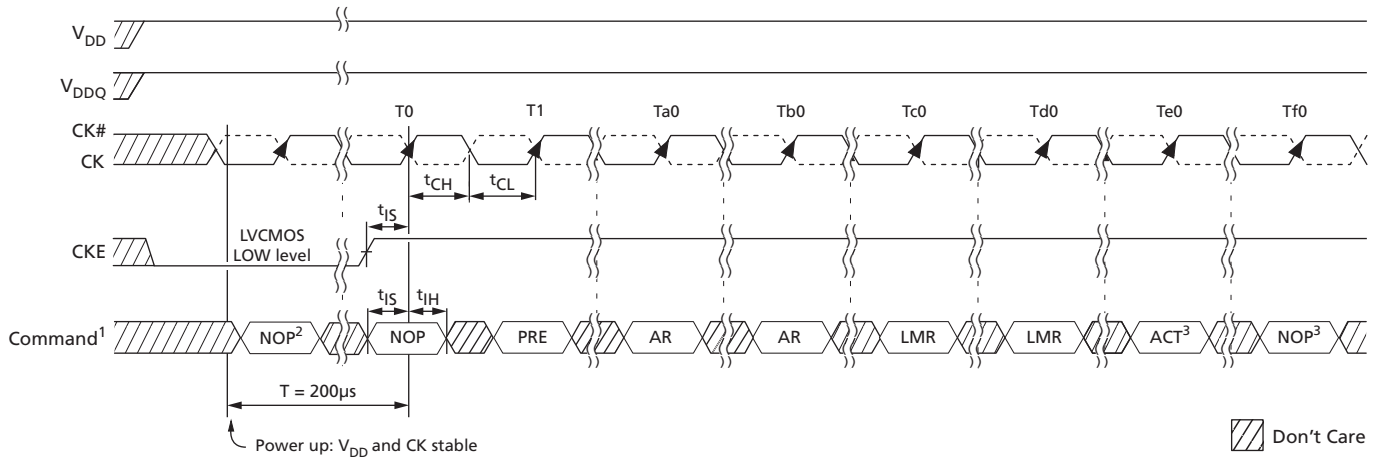 VDD
VDDQ
T0 T1 Ta0 Tb0 Tc0 Td0 Te0 Tf0
CK#
CK
tCH tCL
tIS
CKE
LVCMOS
LOW level
tIS tIH
Command1 NOP2 NOP PRE AR AR LMR LMR ACT3 NOP3
T = 200µs
Power up: VDD and CK stable
Don't Care